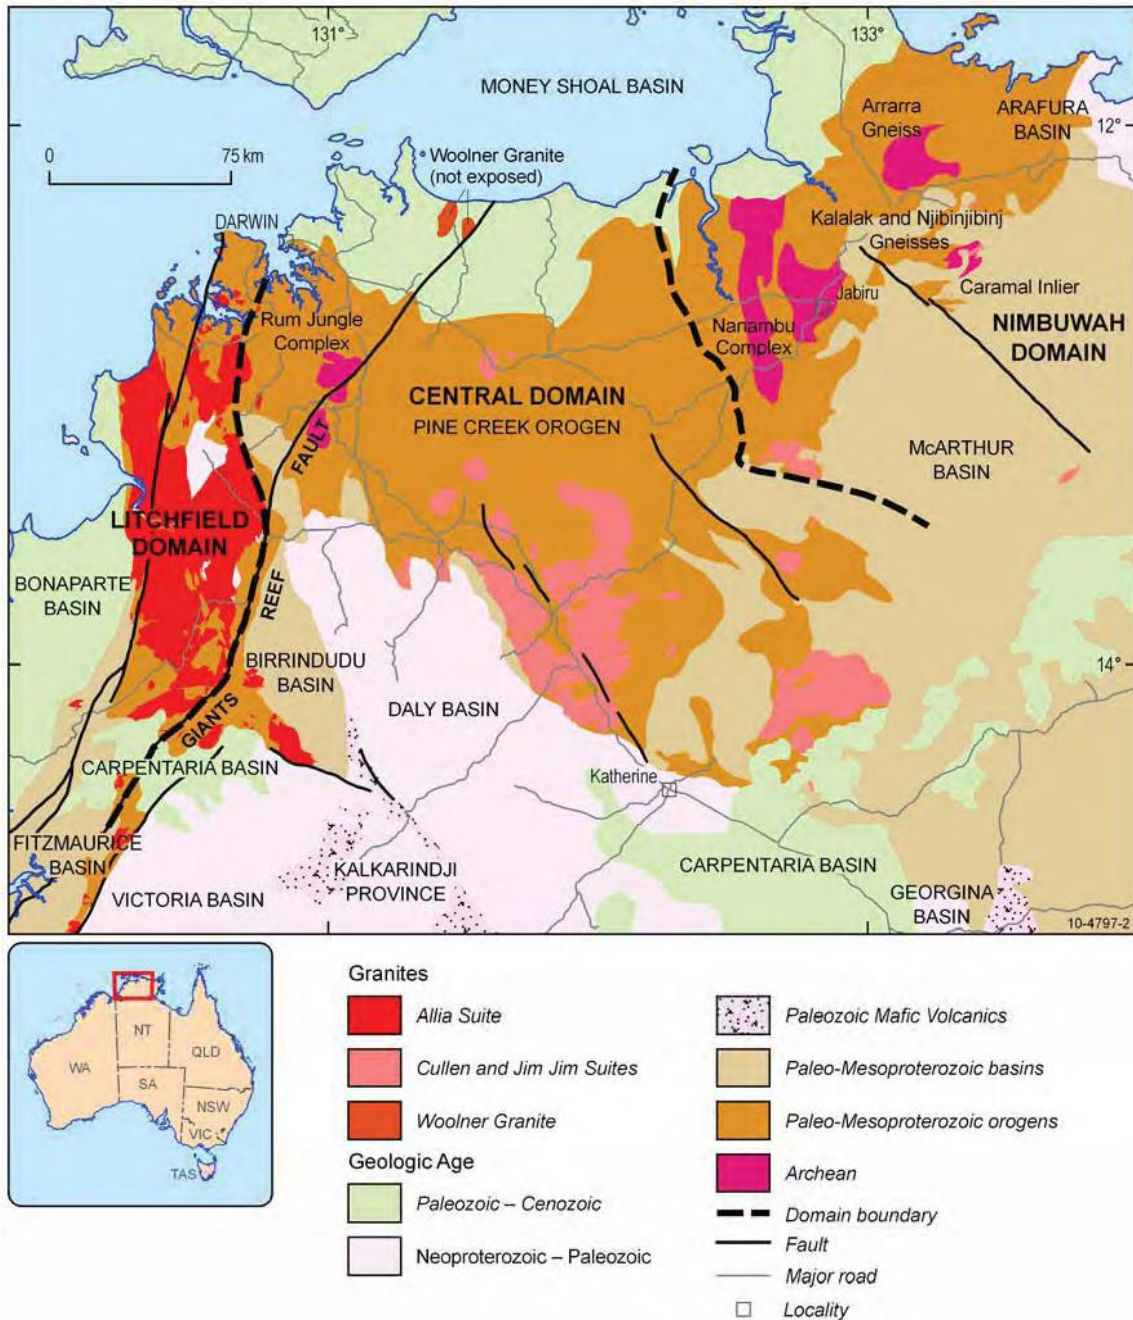 131°
133°
MONEY SHOAL BASIN
Arrarra
Gneiss
ARAFURA
BASIN
12°
0
75 km
Woolner Granite
(not exposed)
DARWIN
Kalalak and Njibinjibinj
Gneisses
Caramal Inlier
Jabiru
Rum Jungle
Complex
Nanambu
Complex
NIMBUWAH
DOMAIN
CENTRAL DOMAIN
PINE CREEK OROGEN
McARTHUR
BASIN
LITCHFIELD
DOMAIN
BONAPARTE
BASIN
GIANTS
REEF
FAULT
BIRRINDUDU
BASIN
14°
DALY BASIN
CARPENTARIA BASIN
Katherine
FITZMAURICE
BASIN
VICTORIA BASIN
KALKARINDJI
PROVINCE
CARPENTARIA BASIN
GEORGINA
BASIN
10-4797-2
WA
NT
QLD
SA
NSW
VIC
TAS
Granites
Allia Suite
Cullen and Jim Jim Suites
Woolner Granite
Geologic Age
Paleozoic – Cenozoic
Neoproterozoic – Paleozoic
Paleozoic Mafic Volcanics
Paleo-Mesoproterozoic basins
Paleo-Mesoproterozoic orogens
Archean
Domain boundary
Fault
Major road
Locality